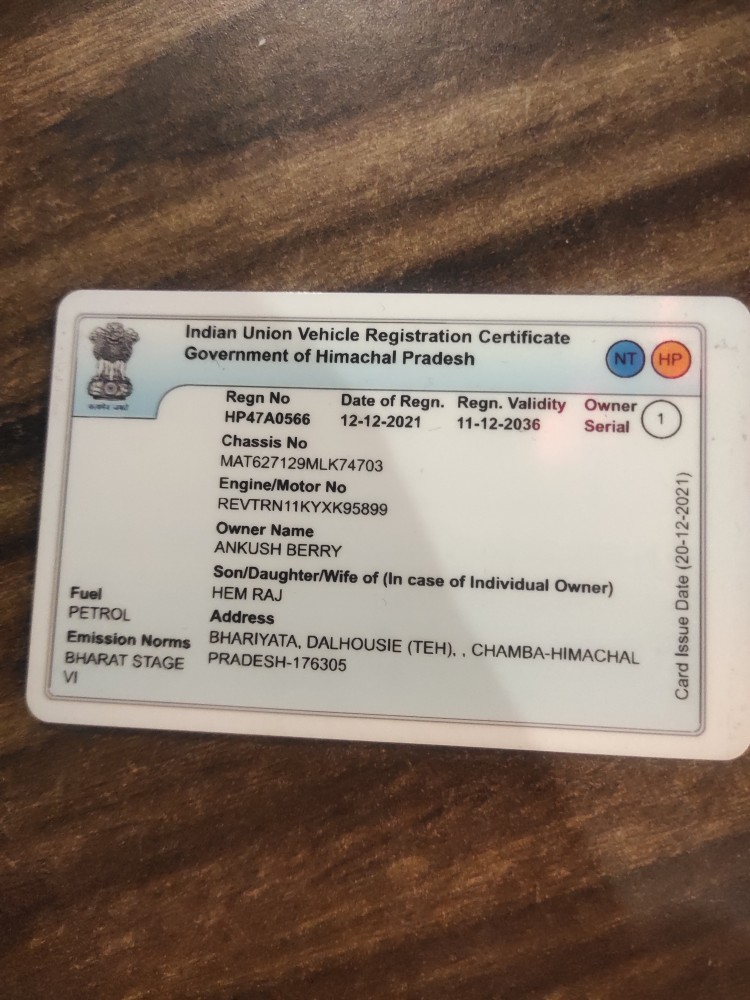 Indian Union Vehicle Registration Certificate
Government of Himachal Pradesh
NT HP
Regn No Date of Regn. Regn. Validity Owner Serial 1
HP47A0566 12-12-2021 11-12-2036
Chassis No
MAT627129MLK74703
Engine/Motor No
REVTRN11KYXK95899
Owner Name
ANKUSH BERRY
Son/Daughter/Wife of (In case of Individual Owner)
HEM RAJ
Fuel
PETROL
Address
BHARIYATA, DALHOUSIE (TEH), , CHAMBA-HIMACHAL
PRADESH-176305
Emission Norms
BHARAT STAGE
VI
Card Issue Date (20-12-2021)